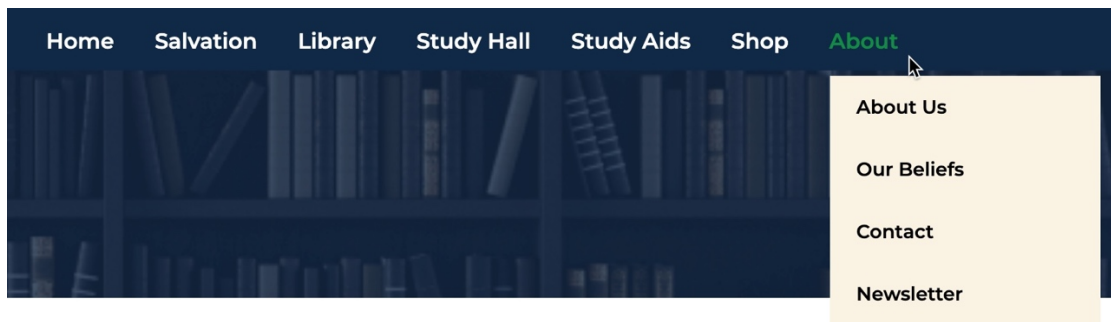 Home Salvation Library Study Hall Study Aids Shop About
About Us
Our Beliefs
Contact
Newsletter